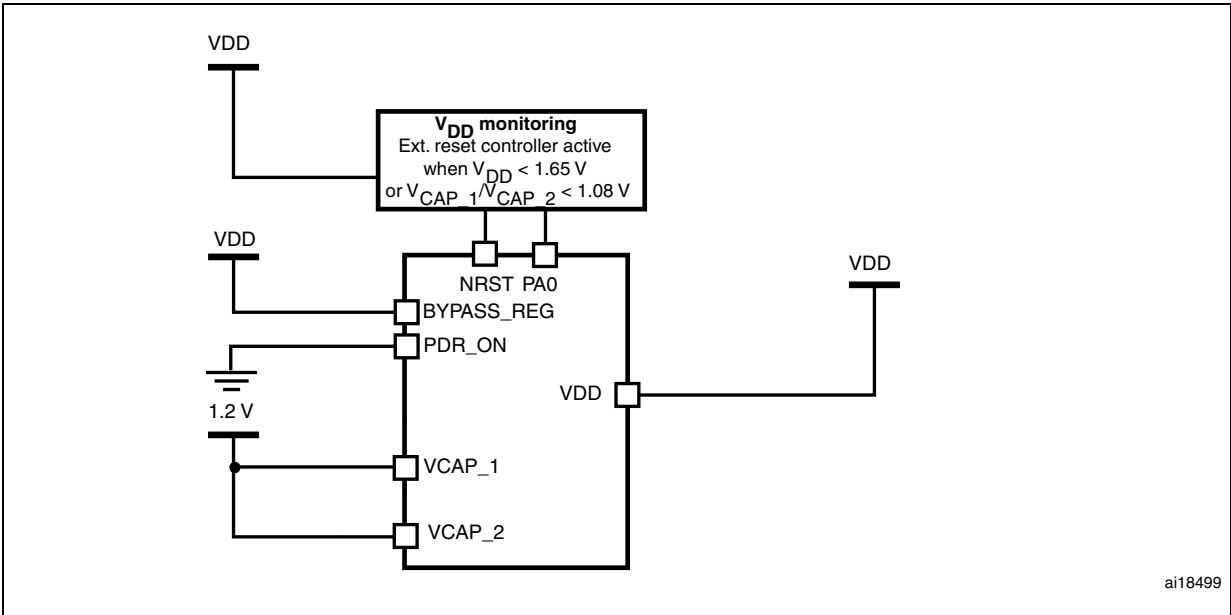 VDD
VDD monitoring
Ext. reset controller active
when VDD < 1.65 V
or VCAP_1/VCAP_2 < 1.08 V
VDD
VDD
NRST PA0
BYPASS_REG
PDR_ON
VDD
1.2 V
VCAP_1
VCAP_2
ai18499